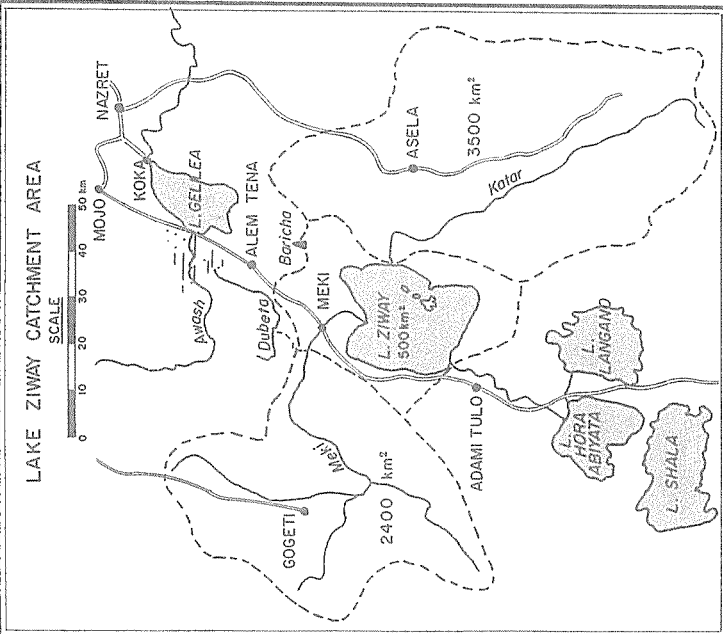 LAKE ZIWAY CATCHMENT AREA
SCALE
0 10 20 30 40 50 km
NAZRET
MOJO
KOKA
L. GELILEA
ALEM TENA
Awash
Dubeta
Baricha
MEKI
ASELA
3500 km²
Katar
L. ZIWAY
500 km²
Meki
2400 km²
GOGETI
ADAMI TULO
L. LANGANO
L. HORA ABIYATA
L. SHALA